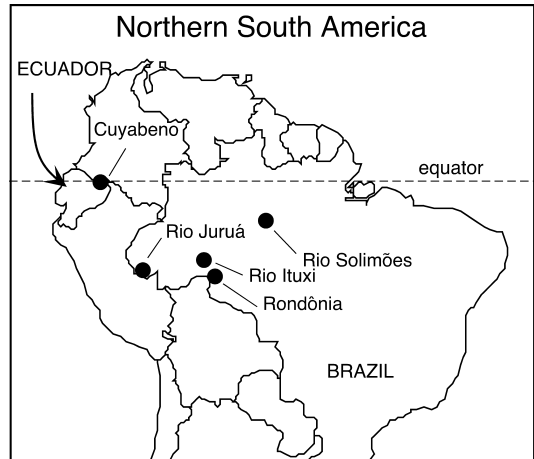 Northern South America
ECUADOR
Cuyabeno
equator
Rio Juruá
Rio Solimões
Rio Ituxi
Rondônia
BRAZIL